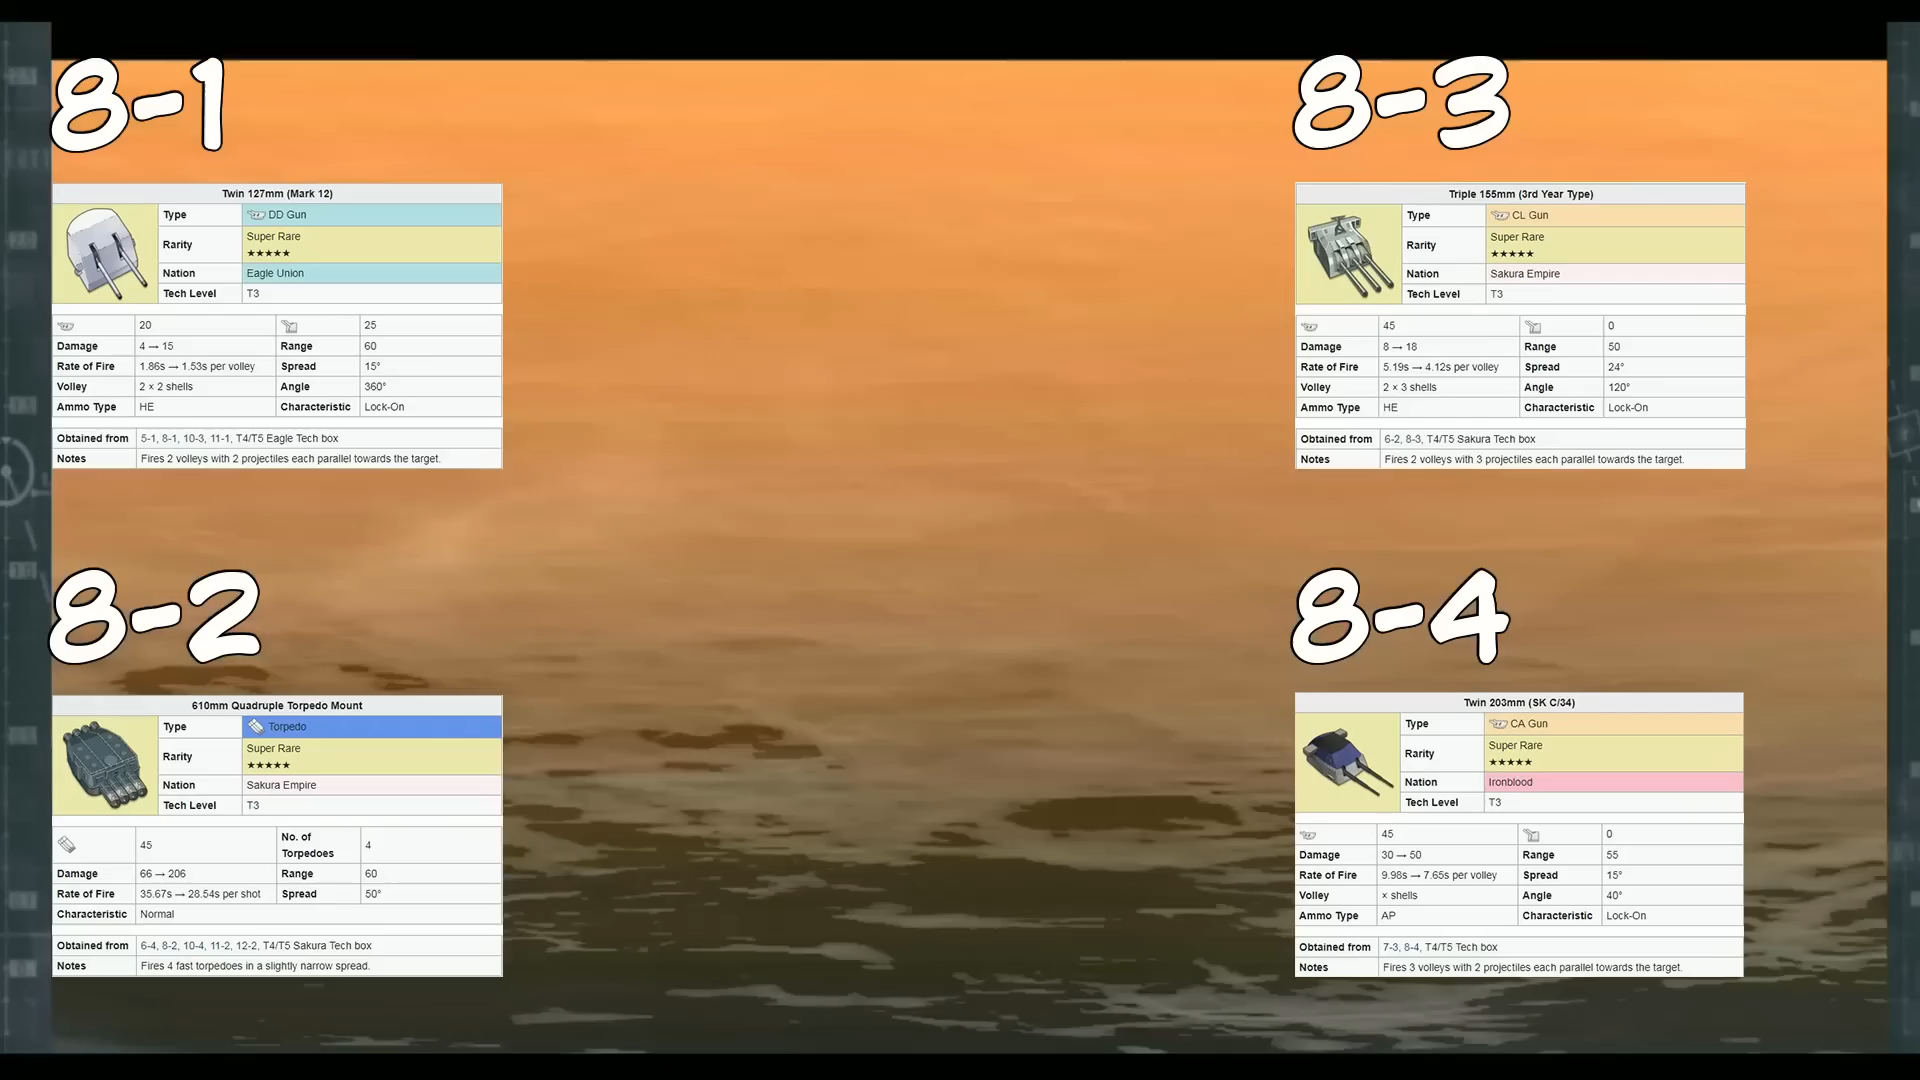 8-1
Twin 127mm (Mark 12)
Type DD Gun
Rarity Super Rare
★★★★★
Nation Eagle Union
Tech Level T3
20 25
Damage 4 → 15 Range 60
Rate of Fire 1.86s → 1.53s per volley Spread 15°
Volley 2 × 2 shells Angle 360°
Ammo Type HE Characteristic Lock-On
Obtained from 5-1, 8-1, 10-3, 11-1, T4/T5 Eagle Tech box
Notes Fires 2 volleys with 2 projectiles each parallel towards the target.
8-2
610mm Quadruple Torpedo Mount
Type Torpedo
Rarity Super Rare
★★★★★
Nation Sakura Empire
Tech Level T3
45 No. of Torpedoes 4
Damage 66 → 206 Range 60
Rate of Fire 35.67s → 28.54s per shot Spread 50°
Characteristic Normal
Obtained from 6-4, 8-2, 10-4, 11-2, 12-2, T4/T5 Sakura Tech box
Notes Fires 4 fast torpedoes in a slightly narrow spread.
8-3
Triple 155mm (3rd Year Type)
Type CL Gun
Rarity Super Rare
★★★★★
Nation Sakura Empire
Tech Level T3
45 0
Damage 8 → 18 Range 50
Rate of Fire 5.19s → 4.12s per volley Spread 24°
Volley 2 × 3 shells Angle 120°
Ammo Type HE Characteristic Lock-On
Obtained from 6-2, 8-3, T4/T5 Sakura Tech box
Notes Fires 2 volleys with 3 projectiles each parallel towards the target.
8-4
Twin 203mm (SK C/34)
Type CA Gun
Rarity Super Rare
★★★★★
Nation Ironblood
Tech Level T3
45 0
Damage 30 → 50 Range 55
Rate of Fire 9.98s → 7.65s per volley Spread 15°
Volley × shells Angle 40°
Ammo Type AP Characteristic Lock-On
Obtained from 7-3, 8-4, T4/T5 Tech box
Notes Fires 3 volleys with 2 projectiles each parallel towards the target.